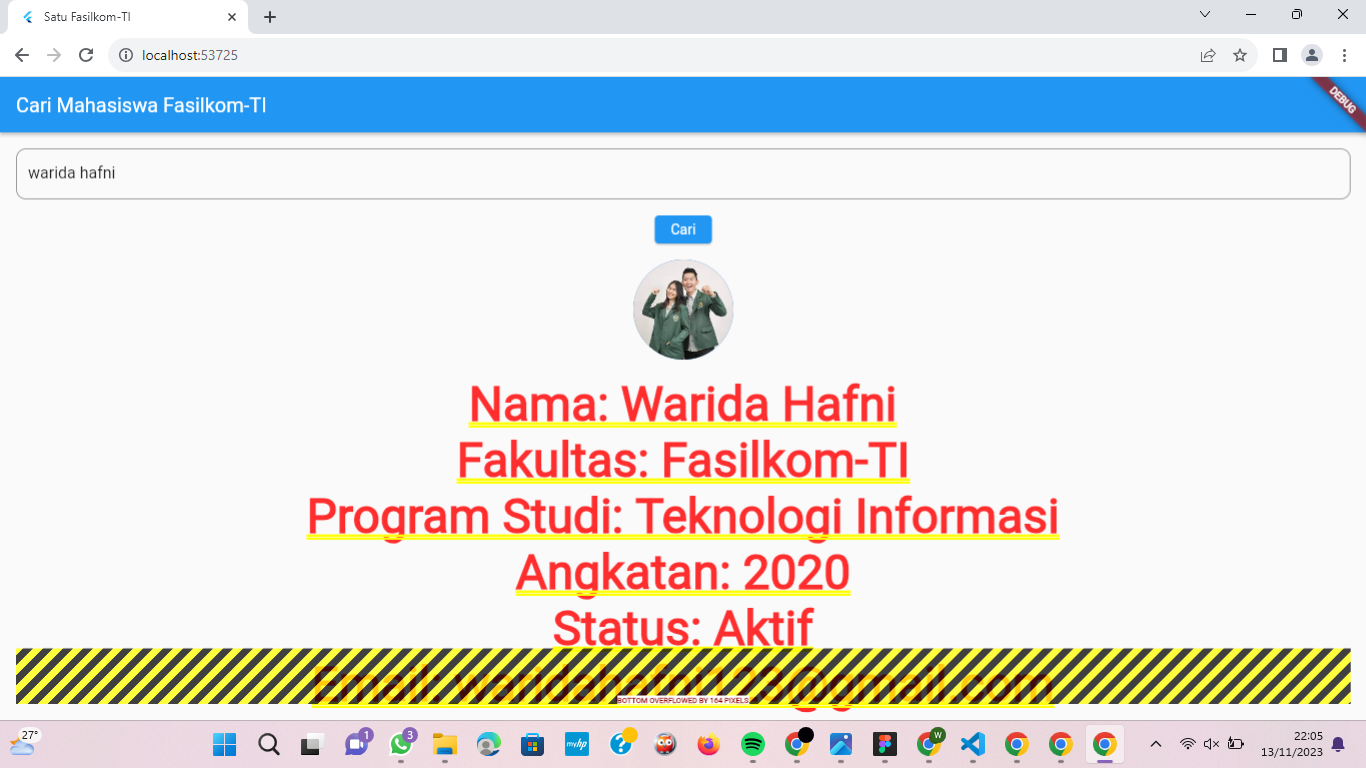 Satu Fasilkom-TI
localhost:53725
Cari Mahasiswa Fasilkom-TI
DEBUG
warida hafni
Cari
Nama: Warida Hafni
Fakultas: Fasilkom-TI
Program Studi: Teknologi Informasi
Angkatan: 2020
Status: Aktif
Email: waridahafni123@gmail.com
BOTTOM OVERFLOWED BY 164 PIXELS
27°
1
3
myhp
W
22:05
13/11/2023